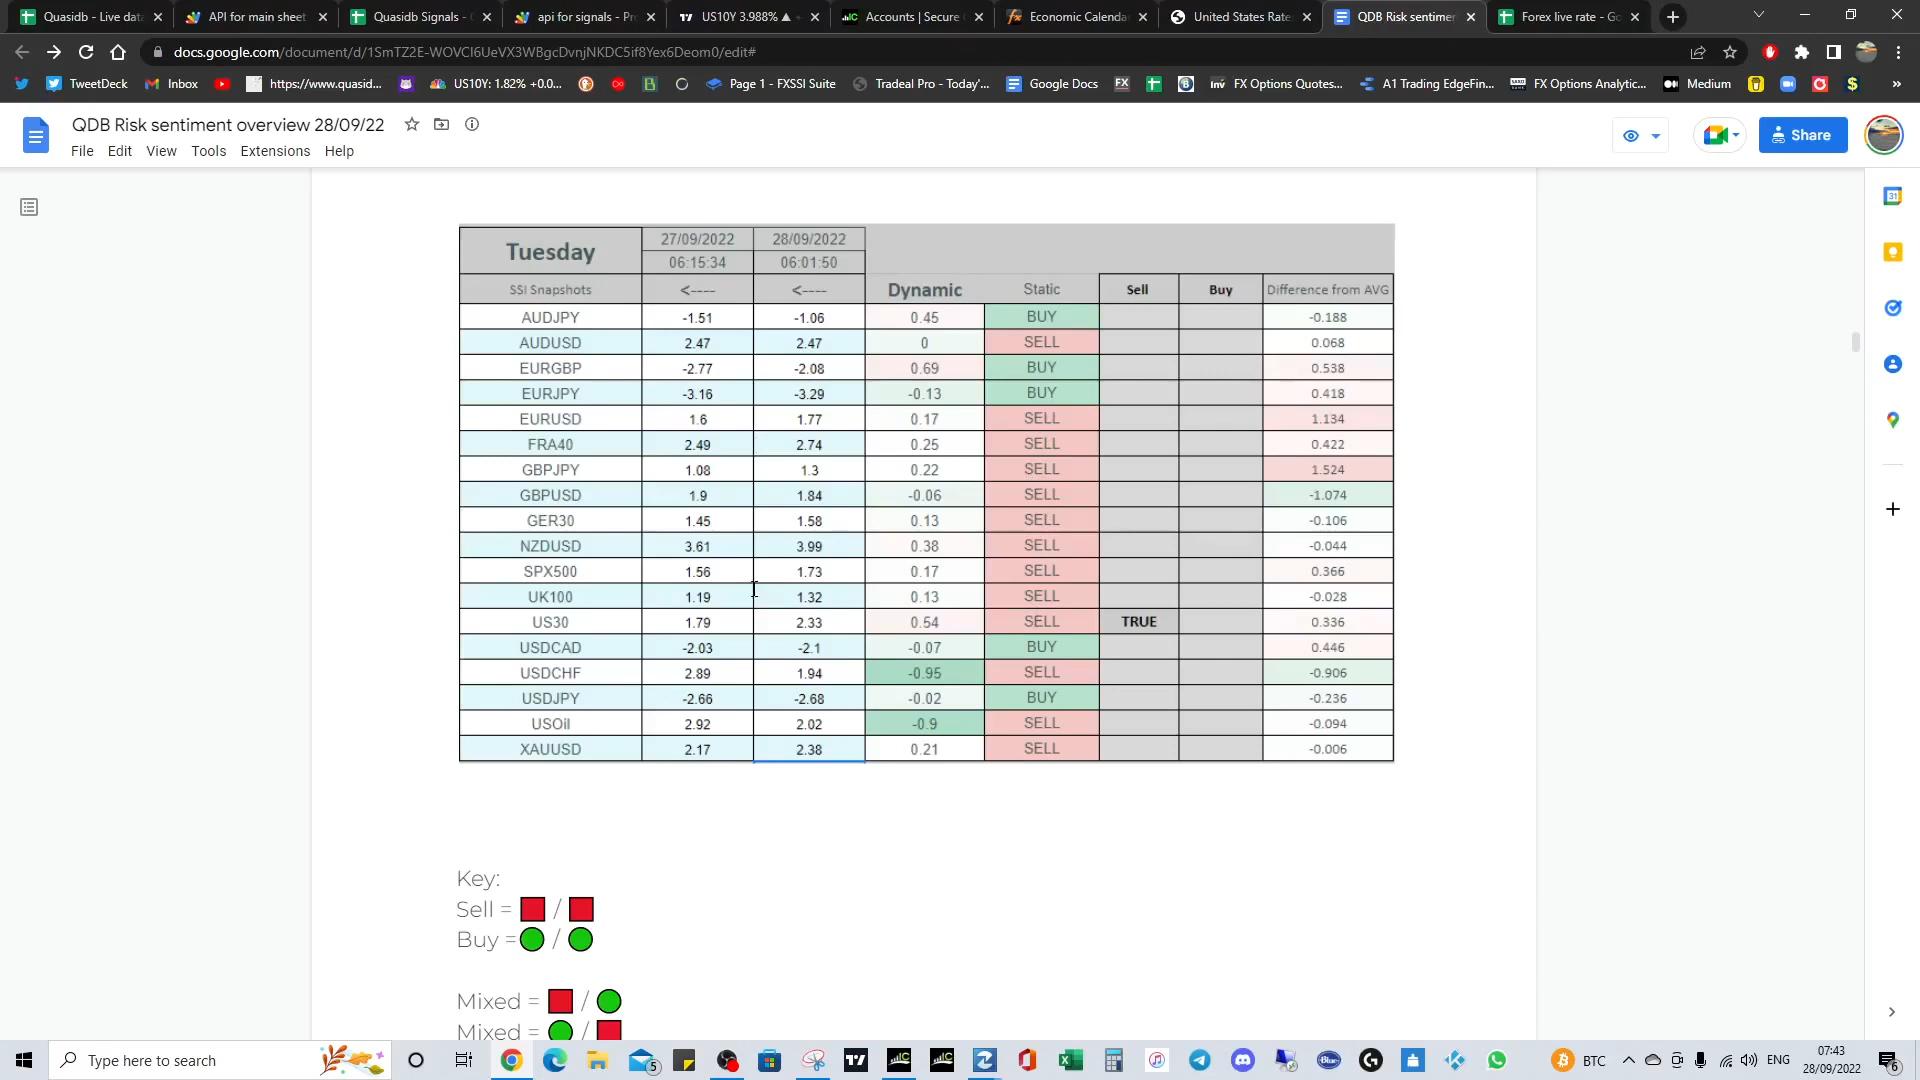 Quasidb - Live data
API for main sheet
Quasidb Signals -
api for signals - Pr
US10Y 3.988% ▲
Accounts | Secure
Economic Calenda
United States Rate
QDB Risk sentimen
Forex live rate - Go
docs.google.com/document/d/1SmTZ2E-WOVCl6UeVX3WBgcDvnjNKDC5if8Yex6Deom0/edit#
TweetDeck
Inbox
https://www.quasid...
US10Y: 1.82% +0.0...
Page 1 - FXSSI Suite
Tradeal Pro - Today'...
Google Docs
FX Options Quotes...
A1 Trading EdgeFin...
FX Options Analytic...
Medium
QDB Risk sentiment overview 28/09/22
Share
File Edit View Tools Extensions Help
Tuesday 27/09/2022 28/09/2022
06:15:34 06:01:50
SSI Snapshots <---- <---- Dynamic Static Sell Buy Difference from AVG
AUDJPY -1.51 -1.06 0.45 BUY -0.188
AUDUSD 2.47 2.47 0 SELL 0.068
EURGBP -2.77 -2.08 0.69 BUY 0.538
EURJPY -3.16 -3.29 -0.13 BUY 0.418
EURUSD 1.6 1.77 0.17 SELL 1.134
FRA40 2.49 2.74 0.25 SELL 0.422
GBPJPY 1.08 1.3 0.22 SELL 1.524
GBPUSD 1.9 1.84 -0.06 SELL -1.074
GER30 1.45 1.58 0.13 SELL -0.106
NZDUSD 3.61 3.99 0.38 SELL -0.044
SPX500 1.56 1.73 0.17 SELL 0.366
UK100 1.19 1.32 0.13 SELL -0.028
US30 1.79 2.33 0.54 SELL TRUE 0.336
USDCAD -2.03 -2.1 -0.07 BUY 0.446
USDCHF 2.89 1.94 -0.95 SELL -0.906
USDJPY -2.66 -2.68 -0.02 BUY -0.236
USOil 2.92 2.02 -0.9 SELL -0.094
XAUUSD 2.17 2.38 0.21 SELL -0.006
Key:
Sell = /
Buy = /
Mixed = /
Mixed = /
Type here to search
BTC
ENG
07:43
28/09/2022